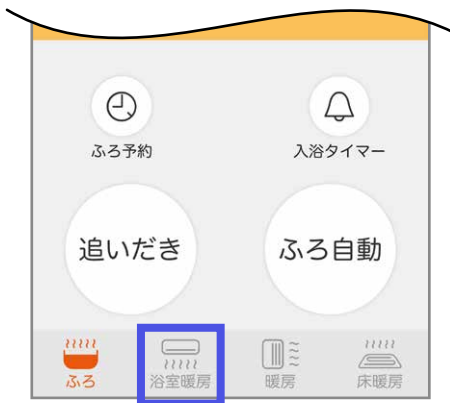 ふろ予約
入浴タイマー
追いだき
ふろ自動
ふろ
浴室暖房
暖房
床暖房